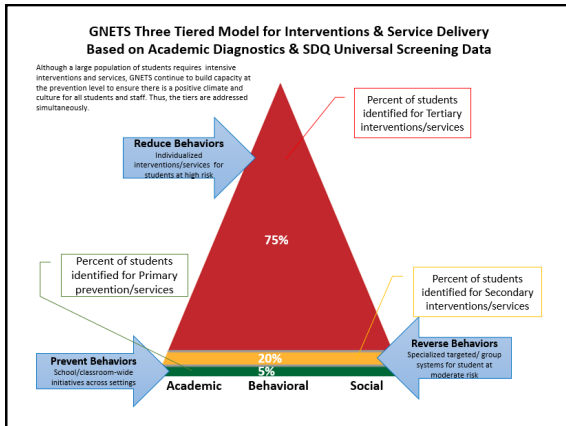 GNETS Three Tiered Model for Interventions & Service Delivery
Based on Academic Diagnostics & SDQ Universal Screening Data
Although a large population of students requires intensive
interventions and services, GNETS continue to build capacity at
the prevention level to ensure there is a positive climate and
culture for all students and staff. Thus, the tiers are addressed
simultaneously.
Percent of students
identified for Tertiary
interventions/services
Reduce Behaviors
Individualized
interventions/services for
students at high risk
75%
Percent of students
identified for Primary
prevention/services
Percent of students
identified for Secondary
interventions/services
Prevent Behaviors
School/classroom-wide
initiatives across settings
20%
5%
Reverse Behaviors
Specialized targeted/ group
systems for student at
moderate risk
Academic Behavioral Social